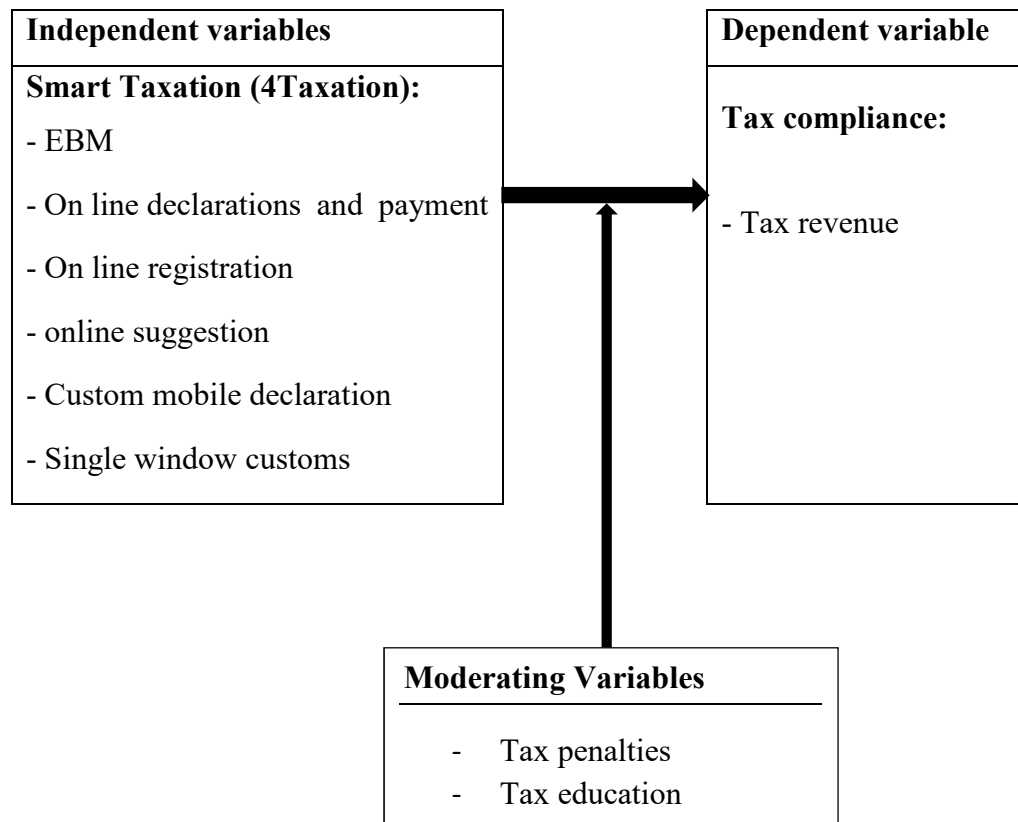 Independent variables
Smart Taxation (4Taxation):
- EBM
- On line declarations and payment
- On line registration
- online suggestion
- Custom mobile declaration
- Single window customs
Dependent variable
Tax compliance:
- Tax revenue
Moderating Variables
- Tax penalties
- Tax education